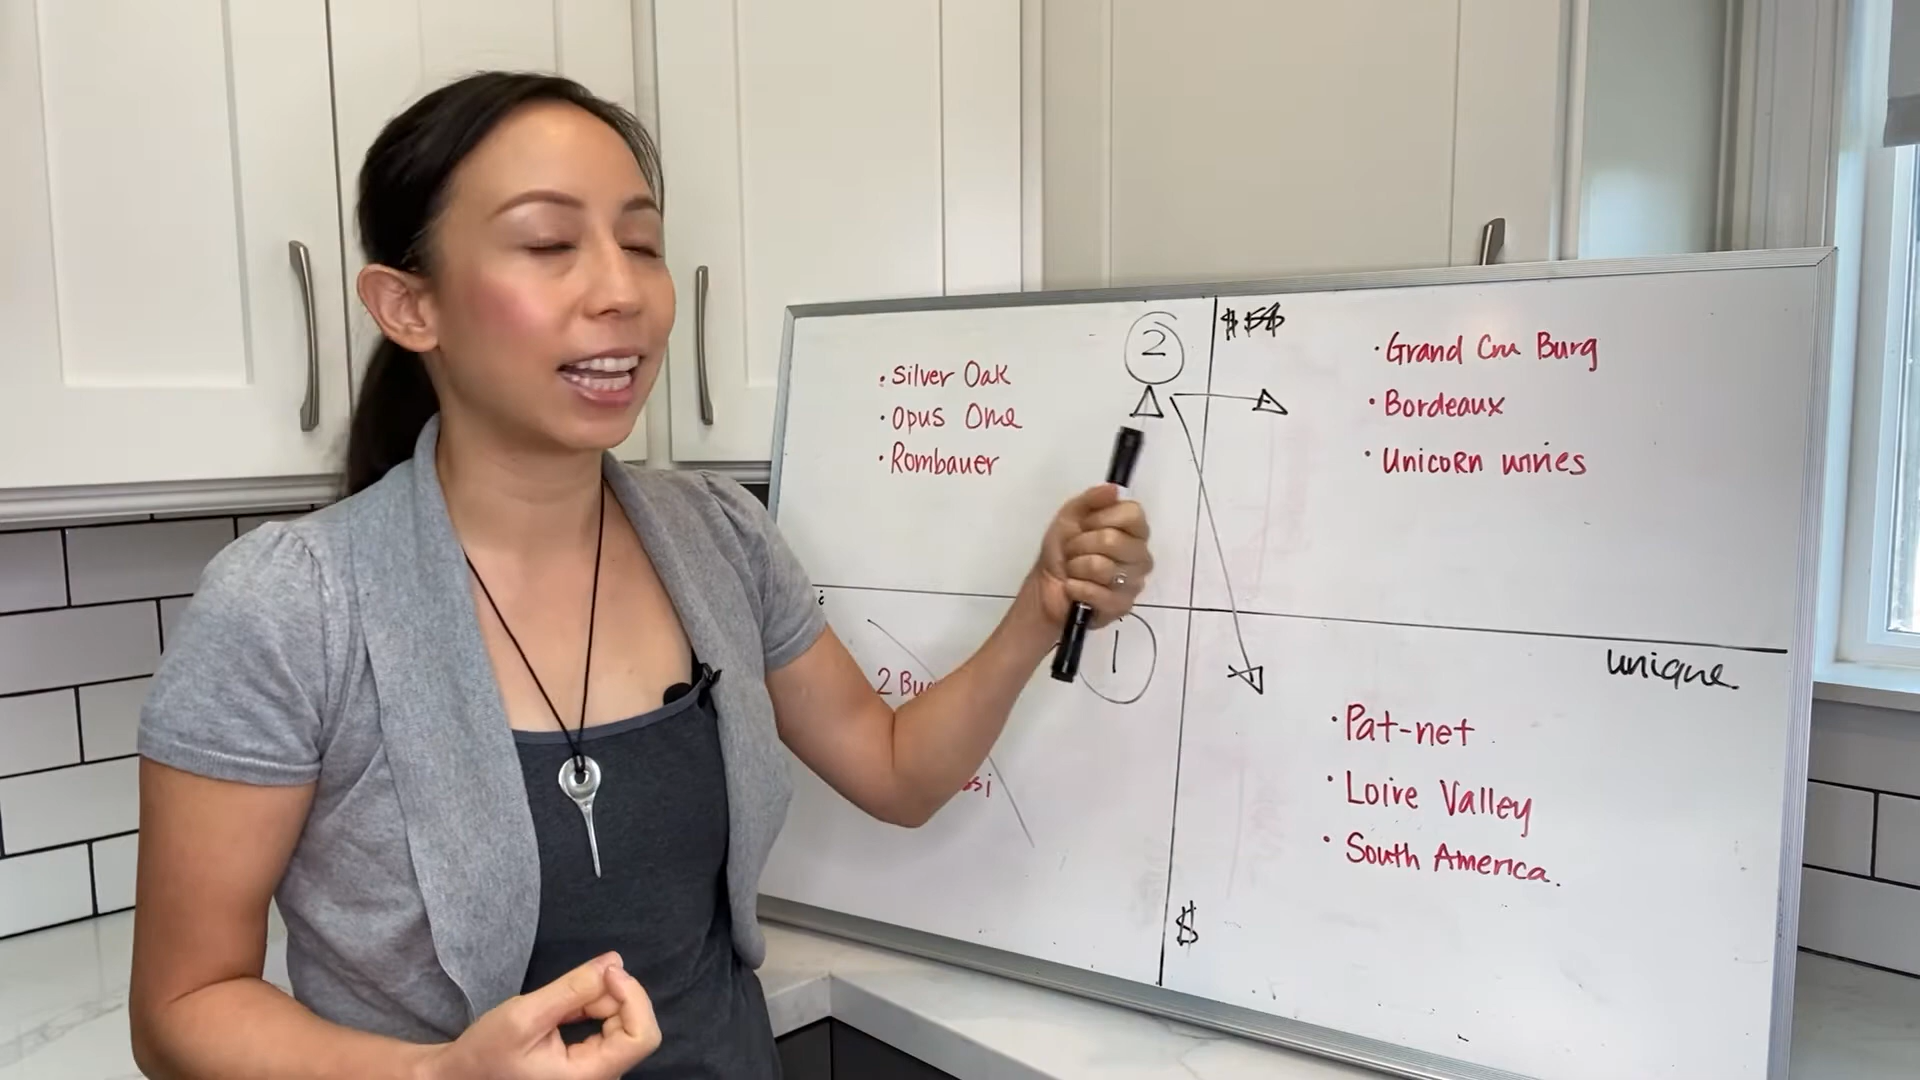 2
$$$
· Silver Oak
· Opus One
· Rombauer
· Grand Cru Burg
· Bordeaux
· Unicorn wines
1
unique
2
· Pat-net
· Loire Valley
· South America.
$